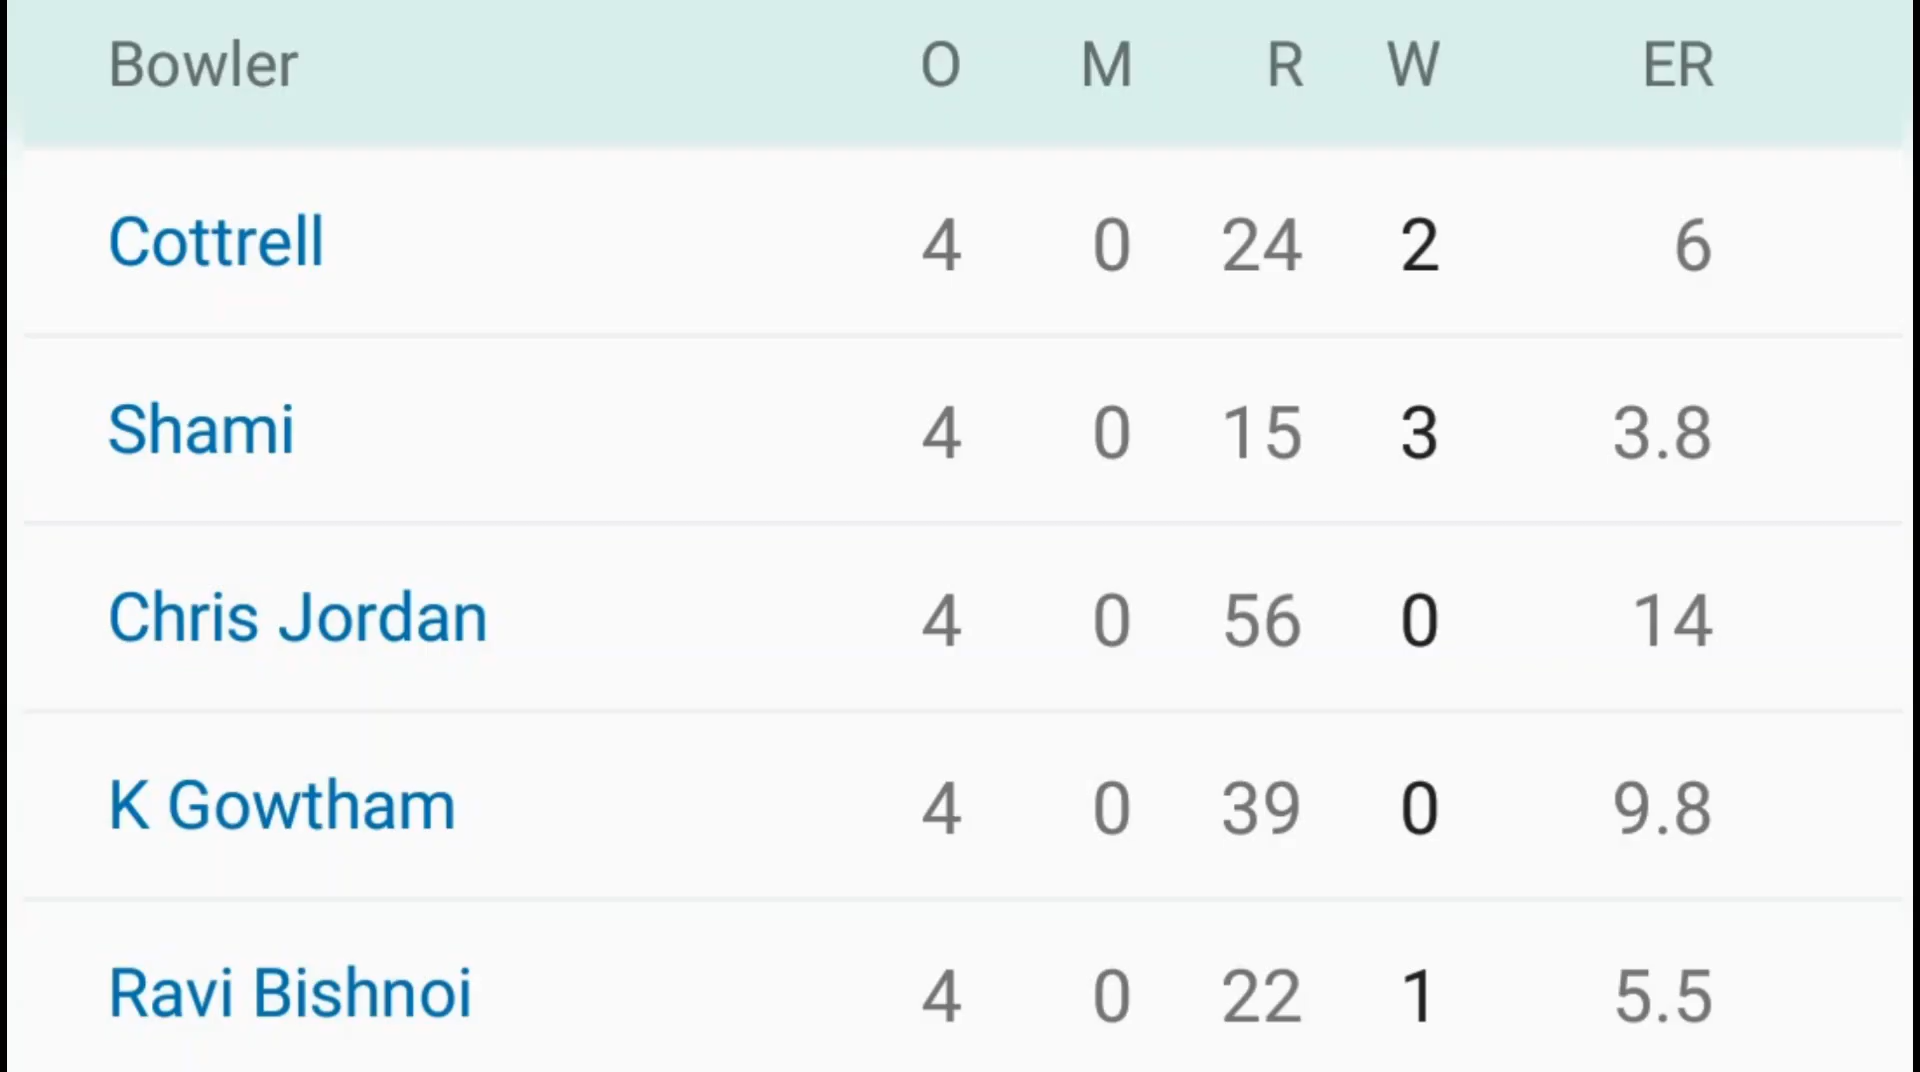 Bowler O M R W ER
Cottrell 4 0 24 2 6
Shami 4 0 15 3 3.8
Chris Jordan 4 0 56 0 14
K Gowtham 4 0 39 0 9.8
Ravi Bishnoi 4 0 22 1 5.5